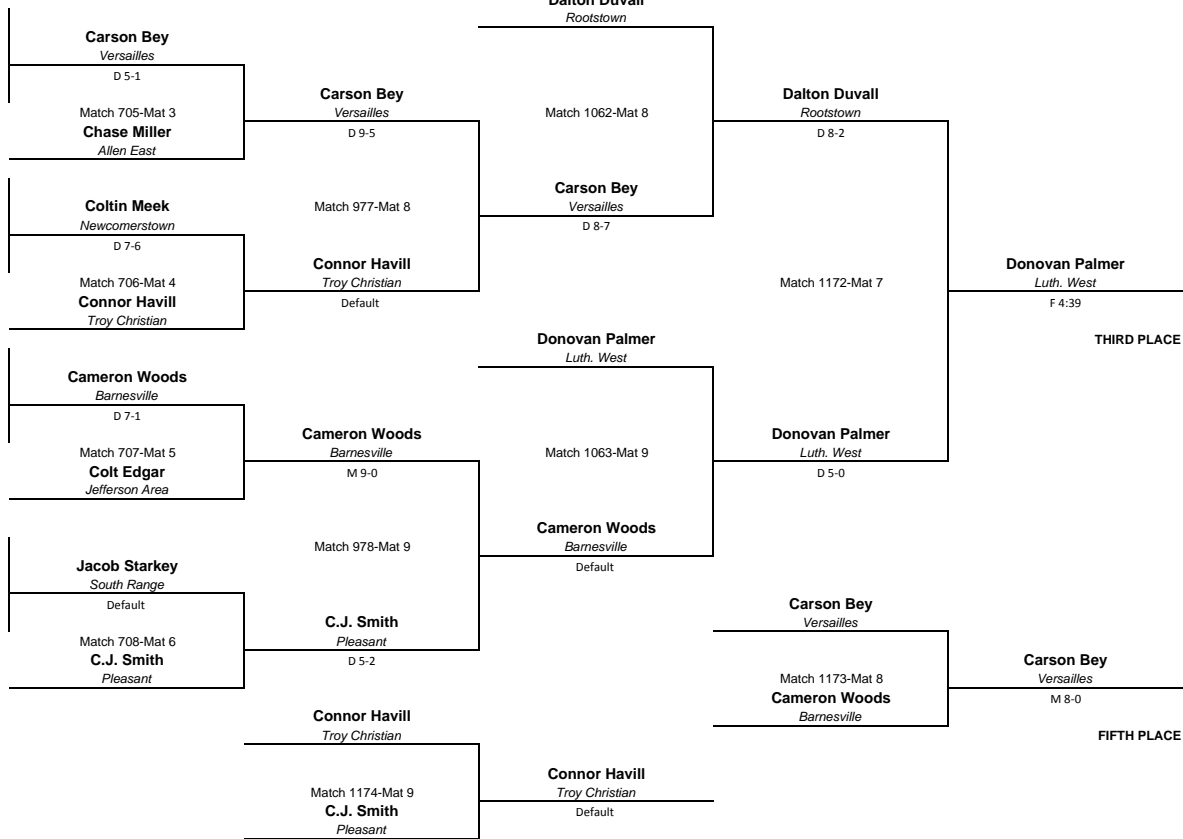 Dalton Duvall
Rootstown
Carson Bey
Versailles
D 5-1
Match 705-Mat 3
Chase Miller
Allen East
Carson Bey
Versailles
D 9-5
Match 1062-Mat 8
Dalton Duvall
Rootstown
D 8-2
Coltin Meek
Newcomerstown
D 7-6
Match 706-Mat 4
Connor Havill
Troy Christian
Match 977-Mat 8
Connor Havill
Troy Christian
Default
Carson Bey
Versailles
D 8-7
Match 1172-Mat 7
Donovan Palmer
Luth. West
F 4:39
THIRD PLACE
Donovan Palmer
Luth. West
Cameron Woods
Barnesville
D 7-1
Match 707-Mat 5
Colt Edgar
Jefferson Area
Cameron Woods
Barnesville
M 9-0
Match 1063-Mat 9
Donovan Palmer
Luth. West
D 5-0
Match 978-Mat 9
Cameron Woods
Barnesville
Default
Jacob Starkey
South Range
Default
Match 708-Mat 6
C.J. Smith
Pleasant
C.J. Smith
Pleasant
D 5-2
Carson Bey
Versailles
Match 1173-Mat 8
Cameron Woods
Barnesville
Carson Bey
Versailles
M 8-0
FIFTH PLACE
Connor Havill
Troy Christian
Match 1174-Mat 9
C.J. Smith
Pleasant
Connor Havill
Troy Christian
Default